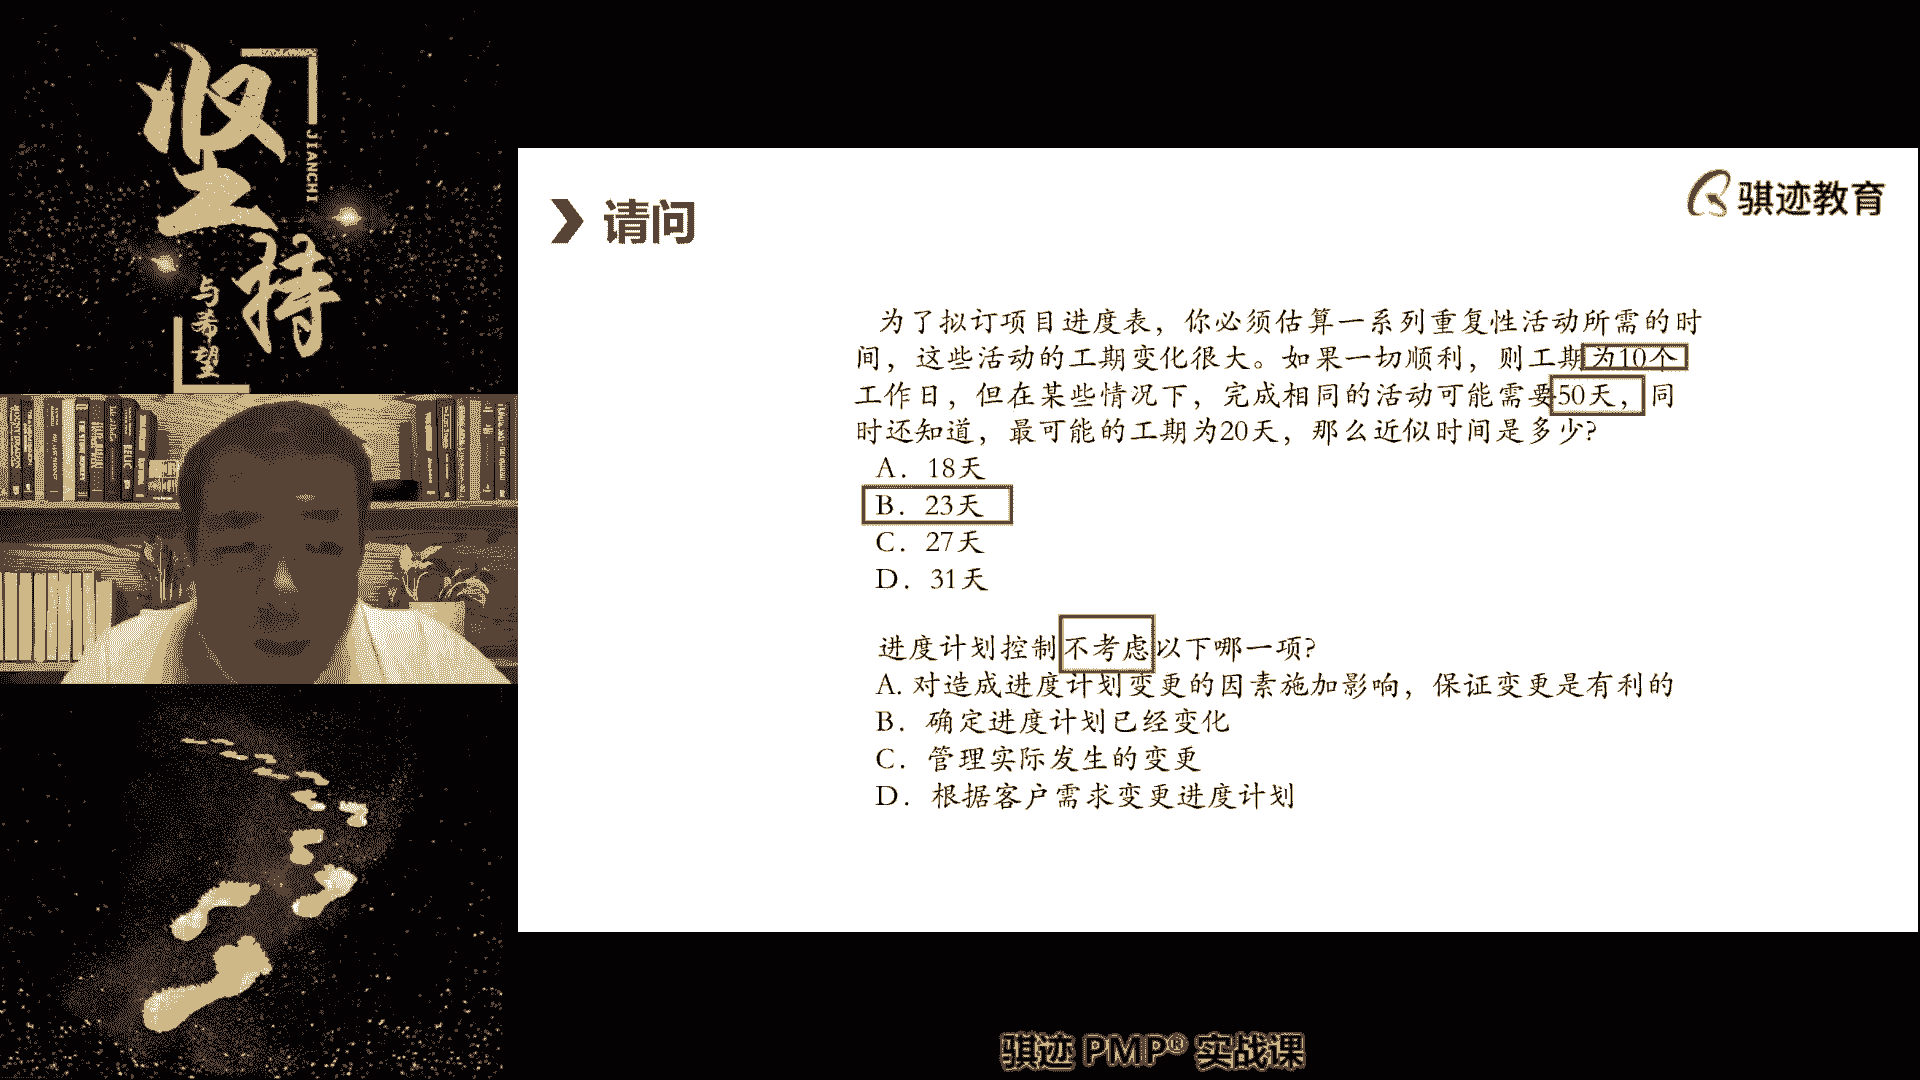 坚持
JIANCHI
与希望
骐迹教育
请问
为了拟订项目进度表，你必须估算一系列重复性活动所需的时
间，这些活动的工期变化很大。如果一切顺利，则工期为10个
工作日，但在某些情况下，完成相同的活动可能需要50天，同
时还知道，最可能的工期为20天，那么近似时间是多少?
A．18天
B．23天
C．27天
D．31天
进度计划控制不考虑以下哪一项?
A. 对造成进度计划变更的因素施加影响，保证变更是有利的
B．确定进度计划已经变化
C．管理实际发生的变更
D．根据客户需求变更进度计划
骐迹 PMP® 实战课